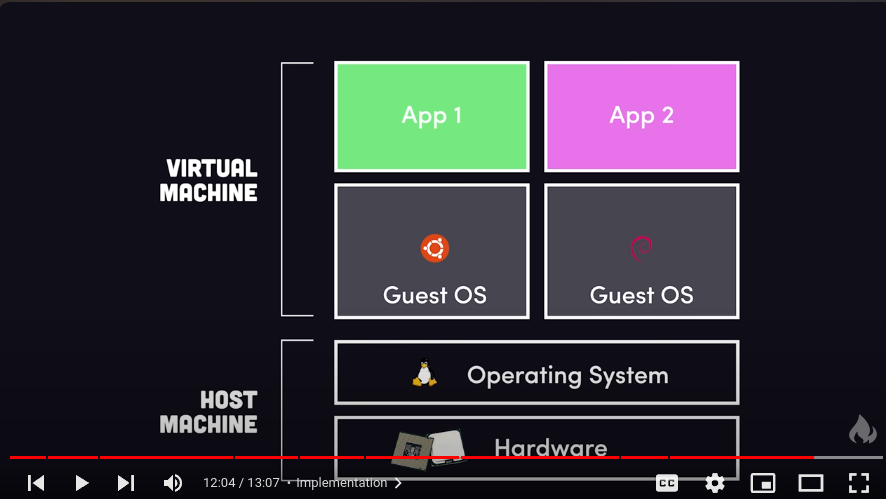 App 1
App 2
VIRTUAL
MACHINE
Guest OS
Guest OS
Operating System
HOST
MACHINE
Hardware
12:04 / 13:07 • Implementation
CC